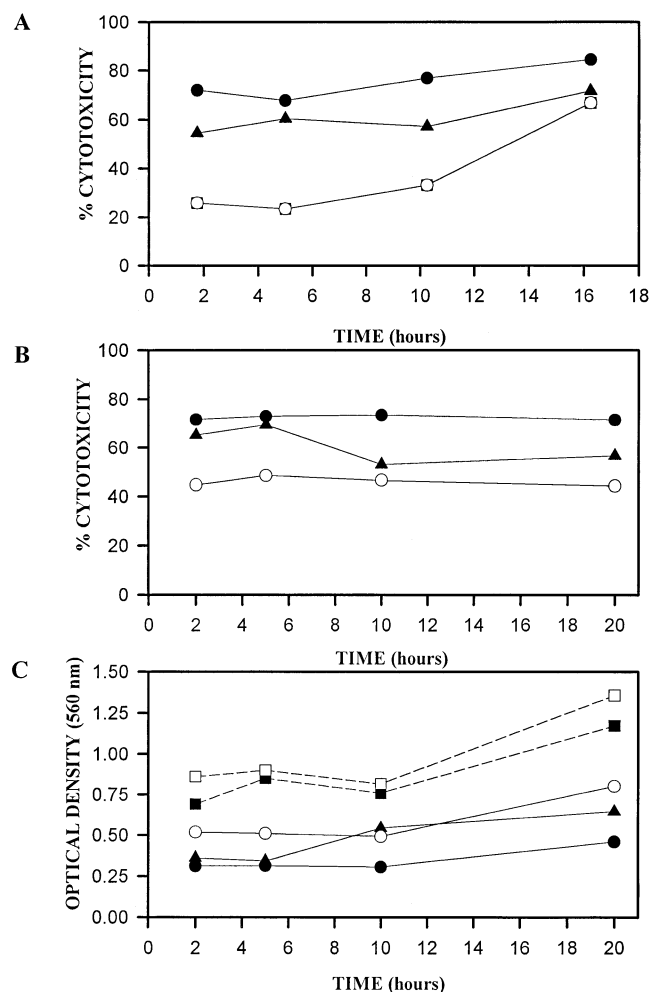 A
100
80
60
40
20
0
% CYTOTOXICITY
0 2 4 6 8 10 12 14 16 18
TIME (hours)
B
100
80
60
40
20
0
% CYTOTOXICITY
0 2 4 6 8 10 12 14 16 18 20
TIME (hours)
C
1.50
1.25
1.00
0.75
0.50
0.25
0.00
OPTICAL DENSITY (560 nm)
0 2 4 6 8 10 12 14 16 18 20
TIME (hours)